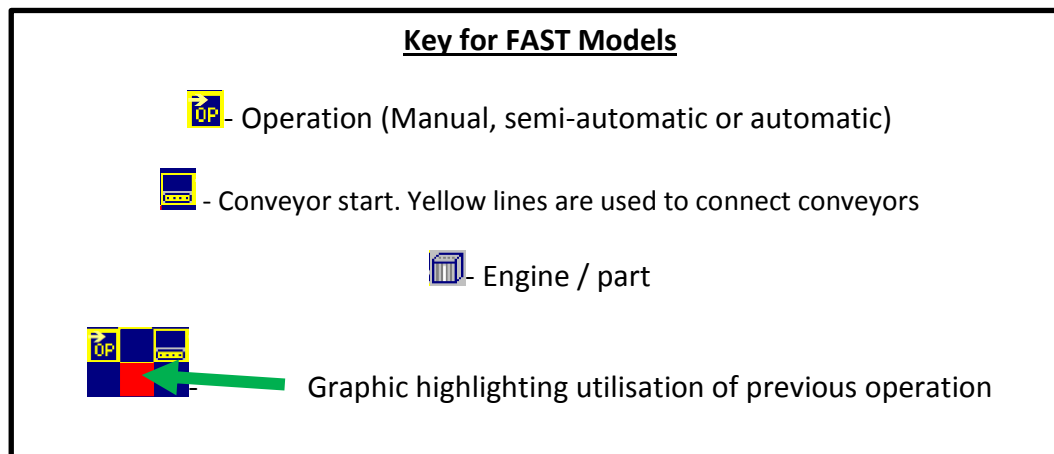 Key for FAST Models
OP - Operation (Manual, semi-automatic or automatic)
- Conveyor start. Yellow lines are used to connect conveyors
- Engine / part
OP
- Graphic highlighting utilisation of previous operation